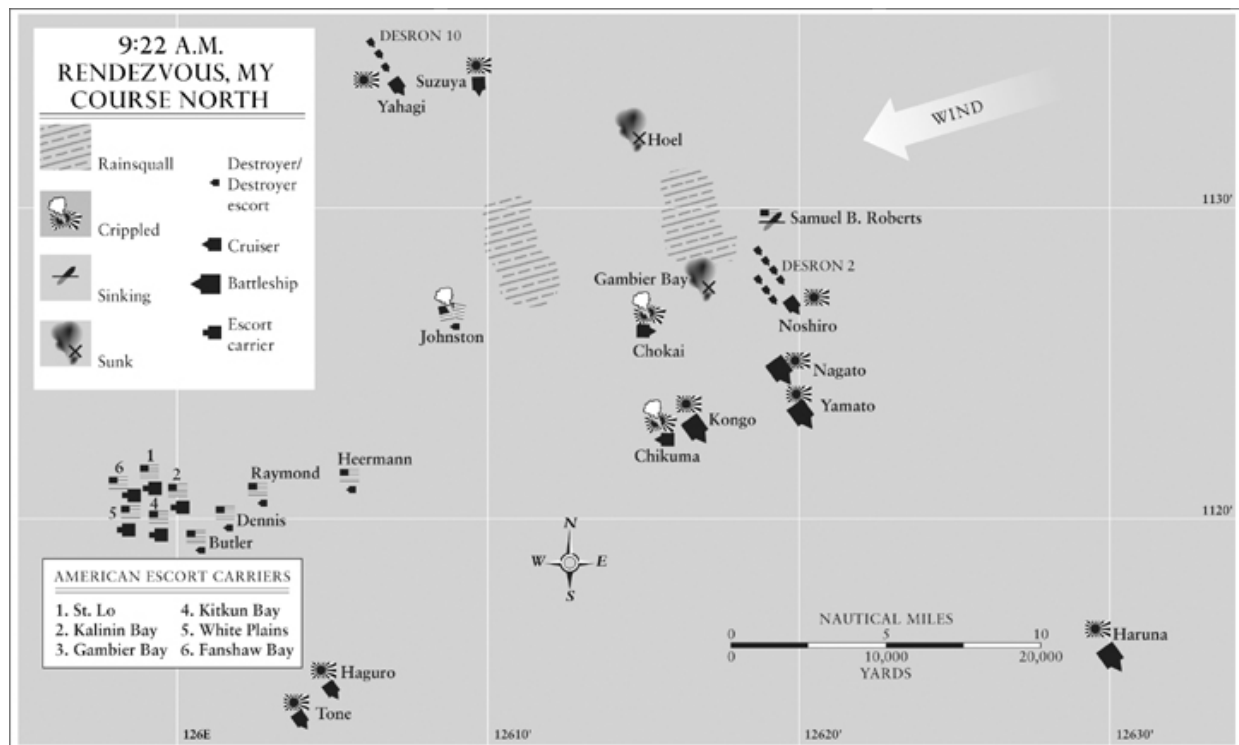 9:22 A.M.
RENDEZVOUS, MY
COURSE NORTH
Rainsquall
Crippled
Sinking
Sunk
Destroyer/
Destroyer
escort
Cruiser
Battleship
Escort
carrier
DESRON 10
Yahagi
Suzuya
Hoel
WIND
1130'
Samuel B. Roberts
DESRON 2
Gambier Bay
Noshiro
Johnston
Chokai
Nagato
Yamato
Kongo
Chikuma
Heermann
Raymond
1
6
2
5
4
Dennis
Butler
1120'
N
W
E
S
AMERICAN ESCORT CARRIERS
1. St. Lo
2. Kalinin Bay
3. Gambier Bay
4. Kitkun Bay
5. White Plains
6. Fanshaw Bay
NAUTICAL MILES
0 5 10
0 10,000 20,000
YARDS
Haruna
Haguro
Tone
126E
12610'
12620'
12630'